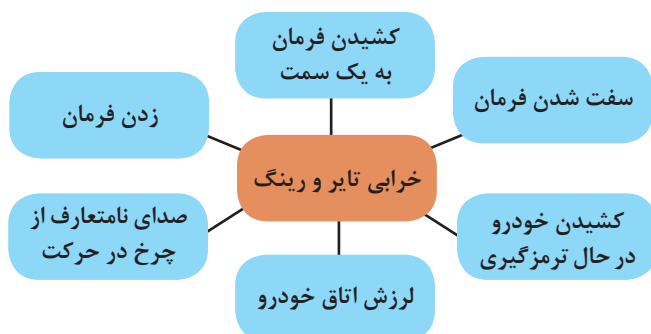 کشیدن فرمان
به یک سمت
سفت شدن فرمان
زدن فرمان
خرابی تایر و رینگ
کشیدن خودرو
در حال ترمزگیری
صدای نامتعارف از
چرخ در حرکت
لرزش اتاق خودرو